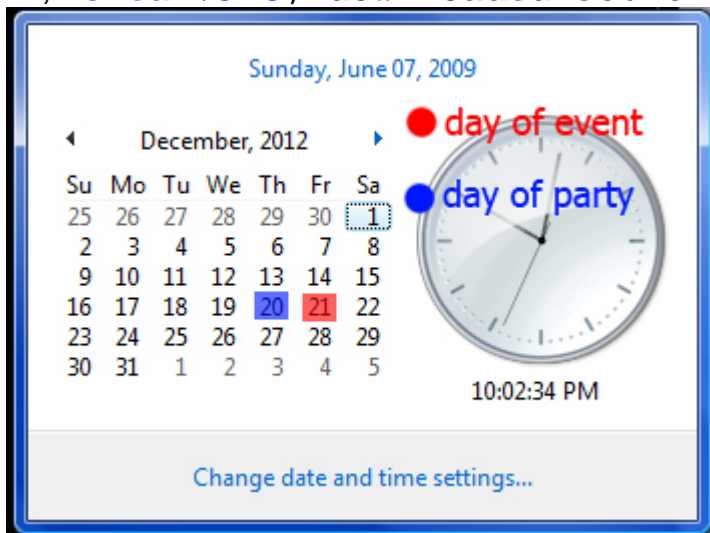 Sunday, June 07, 2009
day of event
December, 2012
Su Mo Tu We Th Fr Sa
day of party
25 26 27 28 29 30 1
2 3 4 5 6 7 8
9 10 11 12 13 14 15
16 17 18 19 20 21 22
23 24 25 26 27 28 29
30 31 1 2 3 4 5
10:02:34 PM
Change date and time settings...